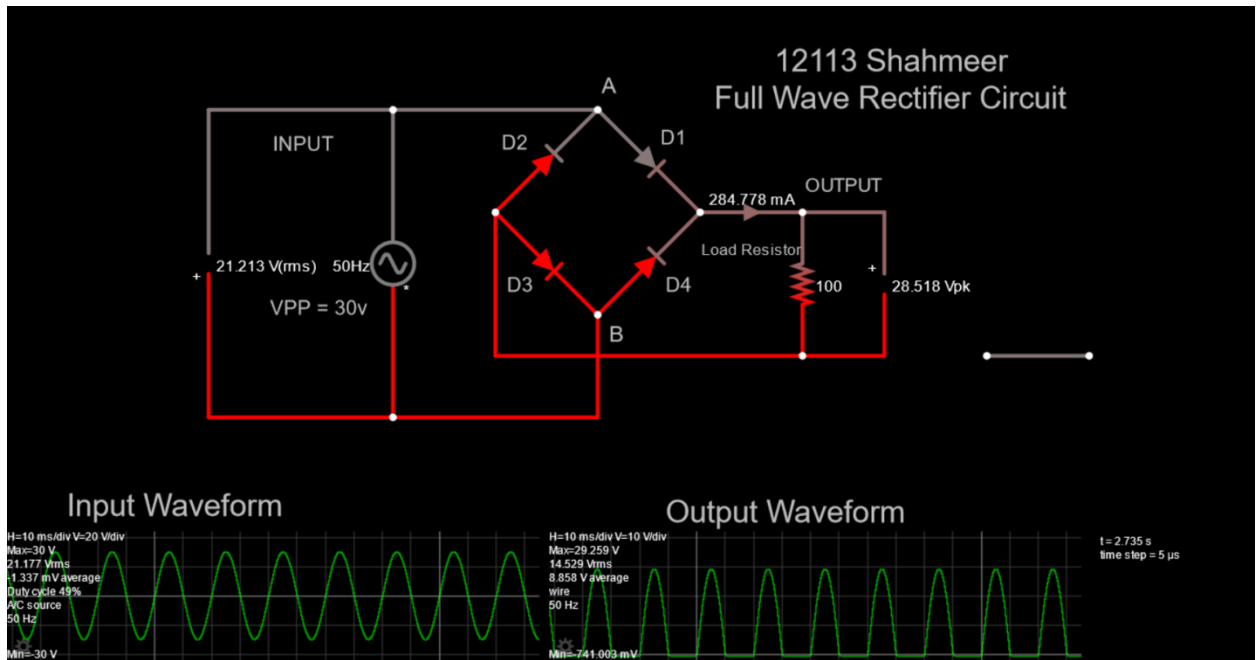 12113 Shahmeer
Full Wave Rectifier Circuit
A
INPUT
D2
D1
284.778 mA
OUTPUT
Load Resistor
+ 21.213 V(rms)
50Hz
*
VPP = 30v
D3
D4
100
+
28.518 Vpk
B
Input Waveform
H=10 ms/div V=20 V/div
Max=30 V
21.177 Vrms
-1.337 mV average
Duty cycle 49%
A/C source
50 Hz
Min=-30 V
Output Waveform
H=10 ms/div V=10 V/div
Max=29.259 V
14.529 Vrms
8.858 V average
wire
50 Hz
Min=-741.003 mV
t = 2.735 s
time step = 5 µs